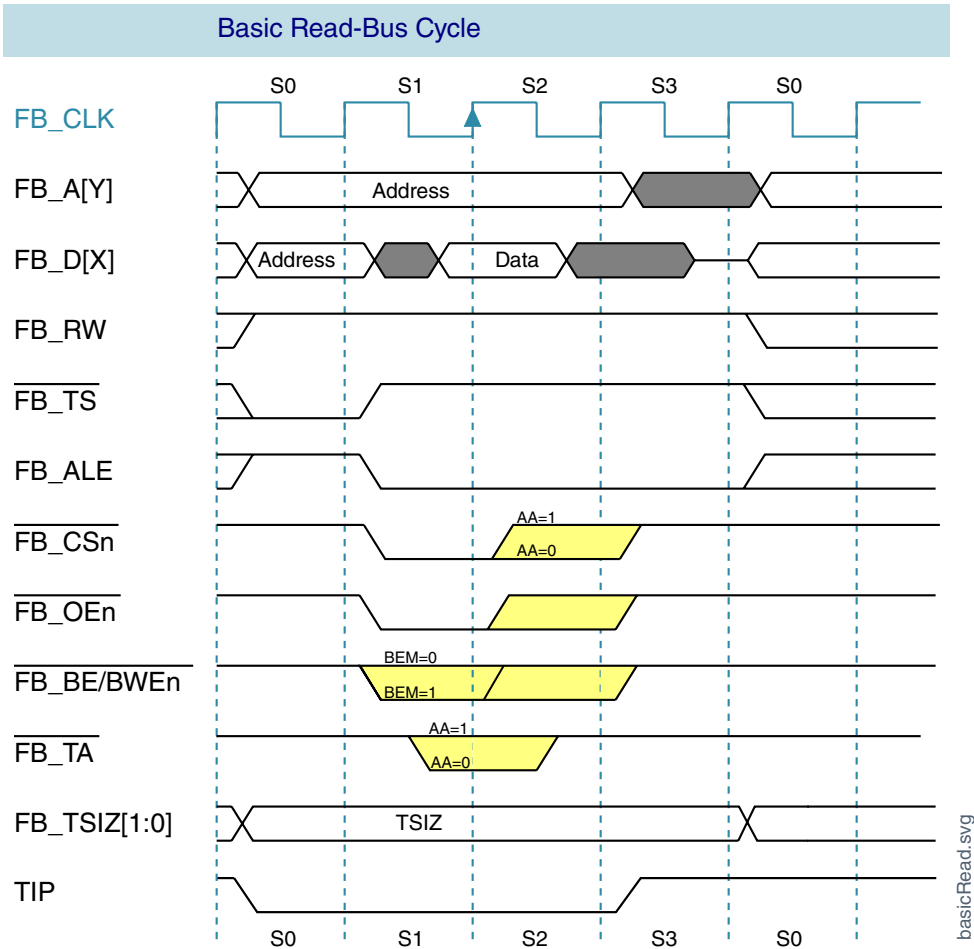 Basic Read-Bus Cycle
S0 S1 S2 S3 S0
FB_CLK
FB_A[Y] Address
FB_D[X] Address Data
FB_RW
FB_TS
FB_ALE
FB_CSn AA=1
AA=0
FB_OEn
FB_BE/BWEn BEM=0
BEM=1
FB_TA AA=1
AA=0
FB_TSIZ[1:0] TSIZ
TIP
S0 S1 S2 S3 S0
basicRead.svg